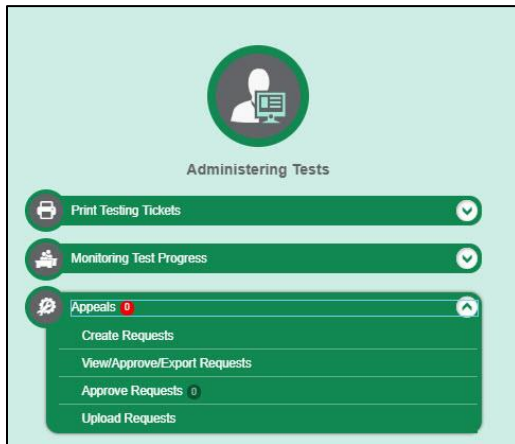 Administering Tests
Print Testing Tickets
Monitoring Test Progress
Appeals 0
Create Requests
View/Approve/Export Requests
Approve Requests 0
Upload Requests